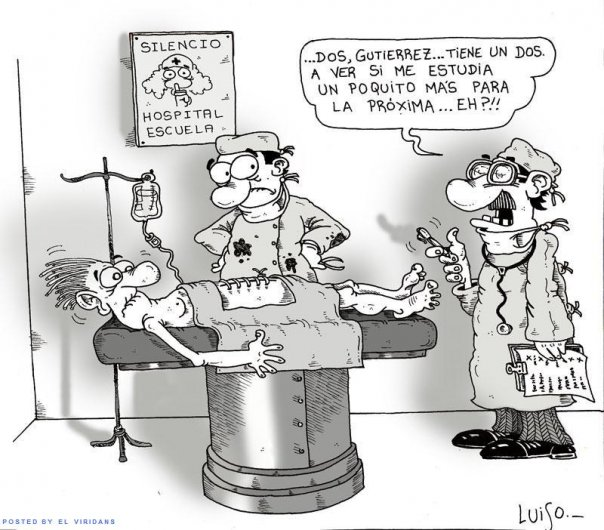 SILENCIO
HOSPITAL
ESCUELA
...DOS, GUTIERREZ... TIENE UN DOS.
A VER SI ME ESTUDIA
UN POQUITO MÁS PARA
LA PRÓXIMA... EH?!!
LUISO._
POSTED BY EL VIRIDANS